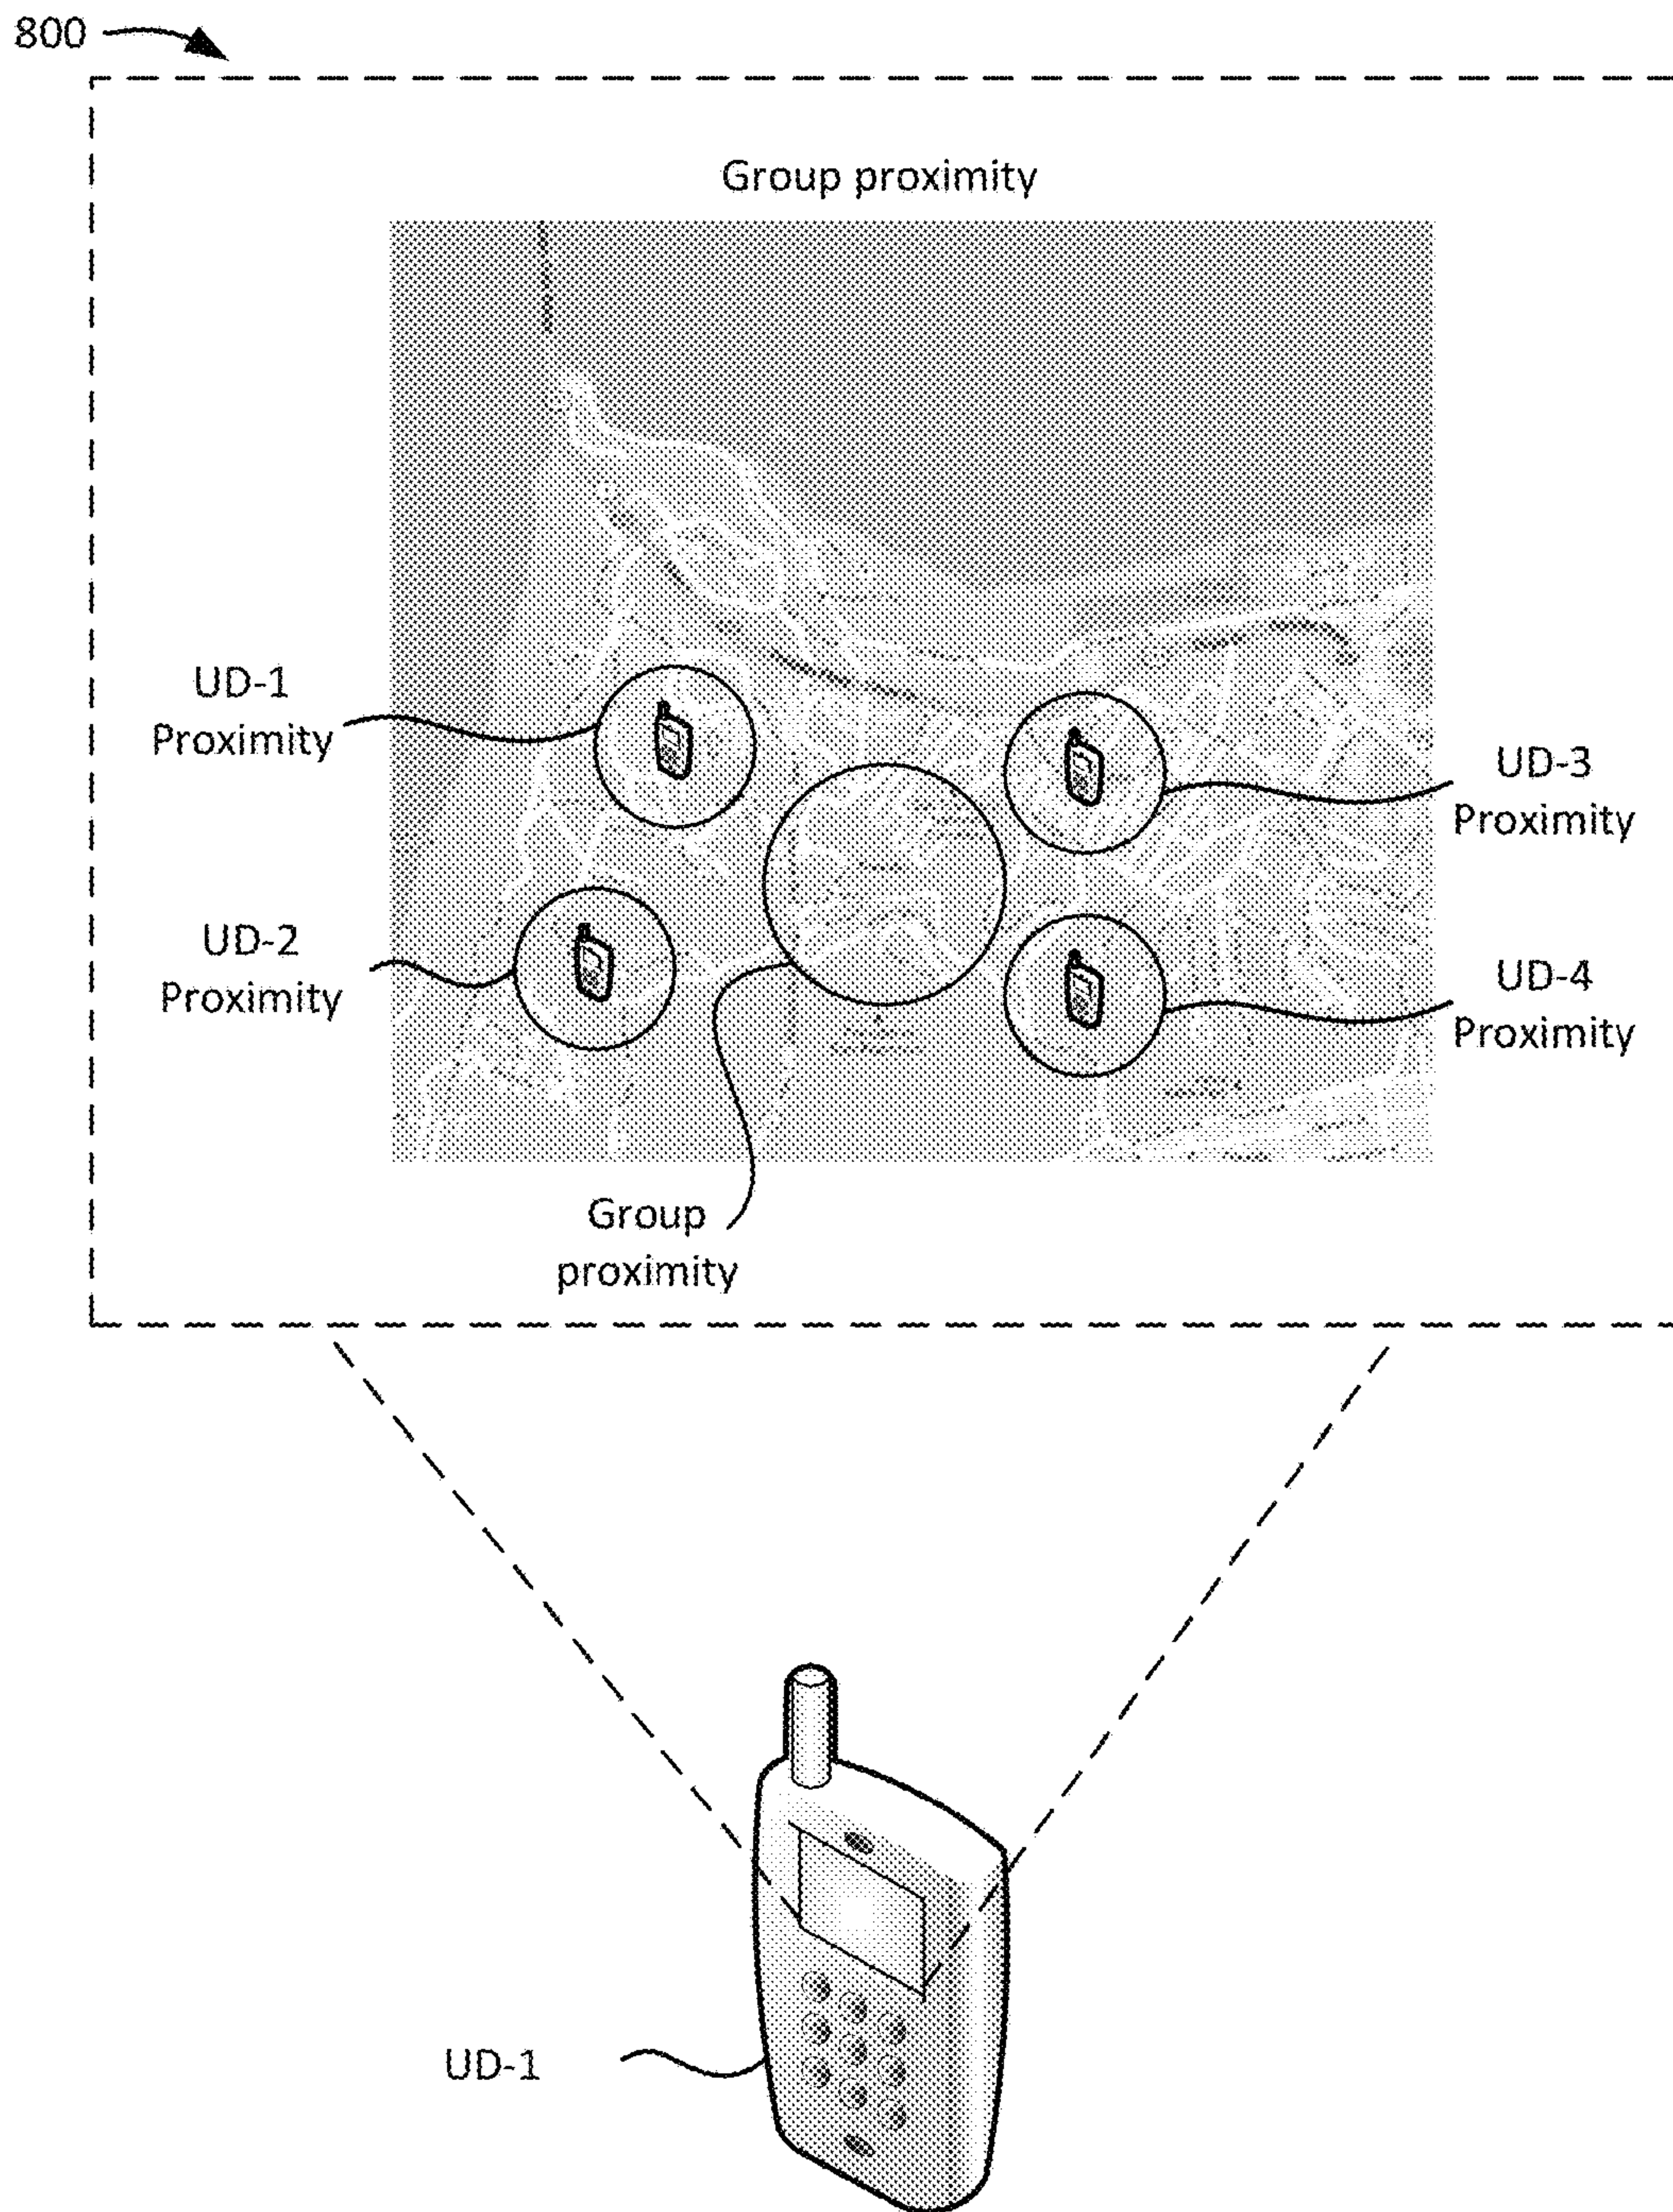 800
Group proximity
UD-1
Proximity
UD-3
Proximity
UD-2
Proximity
UD-4
Proximity
Group
proximity
UD-1